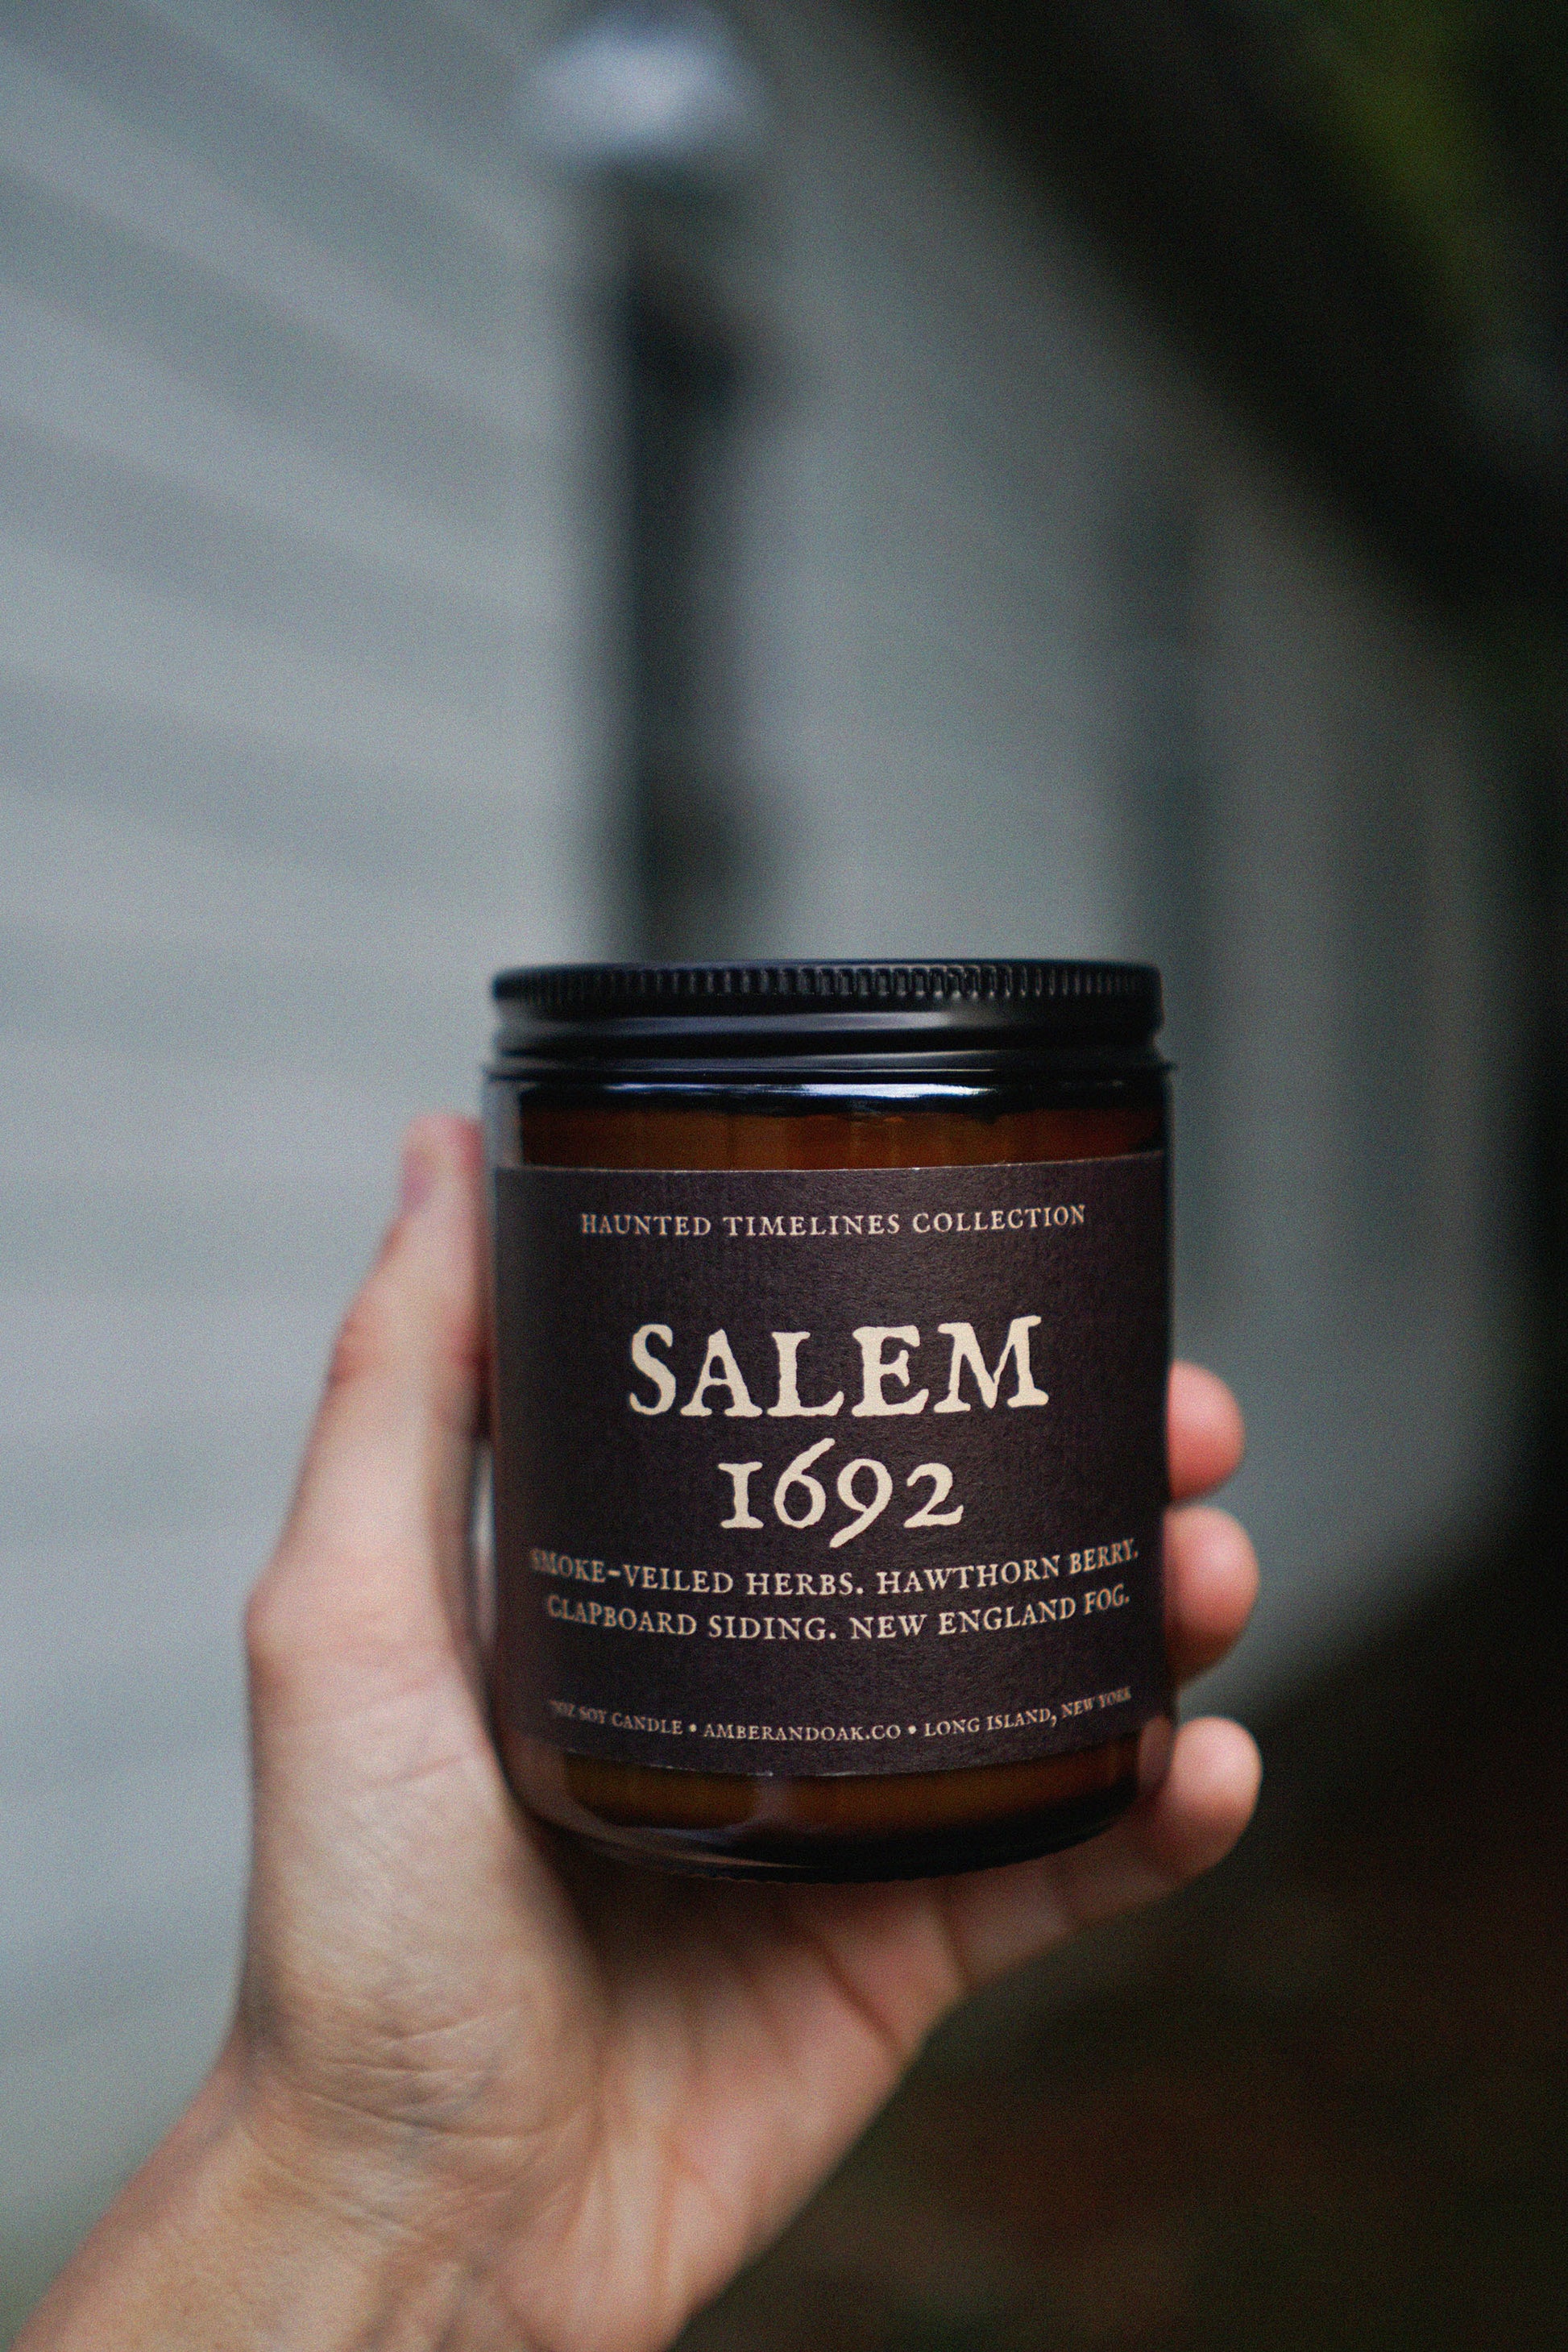 HAUNTED TIMELINES COLLECTION
SALEM
1692
SMOKE-VEILED HERBS. HAWTHORN BERRY.
CLAPBOARD SIDING. NEW ENGLAND FOG.
SOY CANDLE • AMBERANDOAK.CO • LONG ISLAND, NEW YORK